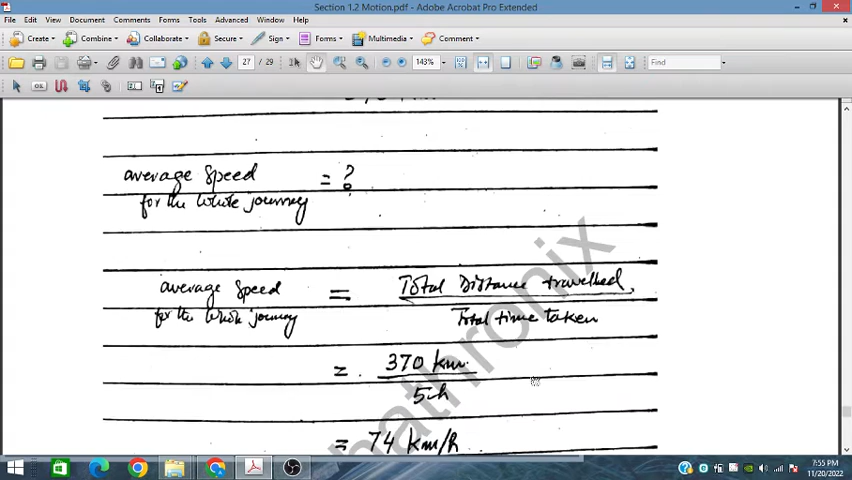 Section 1.2 Motion.pdf - Adobe Acrobat Pro Extended
File Edit View Document Comments Forms Tools Advanced Window Help
Create Combine Collaborate Secure Sign Forms Multimedia Comment
27 / 29 143% Find
average speed
for the whole journey = ?
average speed
for the whole journey = Total Distance travelled
Total time taken
= 370 km
5h
= 74 km/h
7:55 PM
11/20/2022